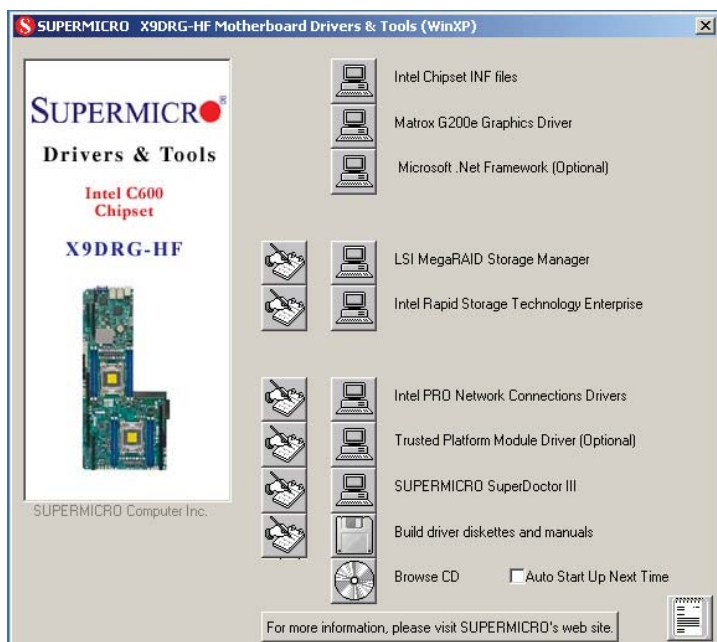 SUPERMICRO X9DRG-HF Motherboard Drivers & Tools (WinXP)
SUPERMICRO®
Drivers & Tools
Intel C600
Chipset
X9DRG-HF
SUPERMICRO Computer Inc.
Intel Chipset INF files
Matrox G200e Graphics Driver
Microsoft .Net Framework (Optional)
LSI MegaRAID Storage Manager
Intel Rapid Storage Technology Enterprise
Intel PRO Network Connections Drivers
Trusted Platform Module Driver (Optional)
SUPERMICRO SuperDoctor III
Build driver diskettes and manuals
Browse CD
Auto Start Up Next Time
For more information, please visit SUPERMICRO's web site.